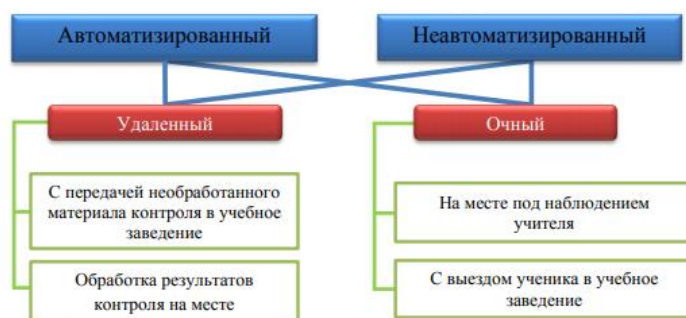 Автоматизированный
Неавтоматизированный
Удаленный
Очный
С передачей необработанного
материала контроля в учебное
заведение
Обработка результатов
контроля на месте
На месте под наблюдением
учителя
С выездом ученика в учебное
заведение